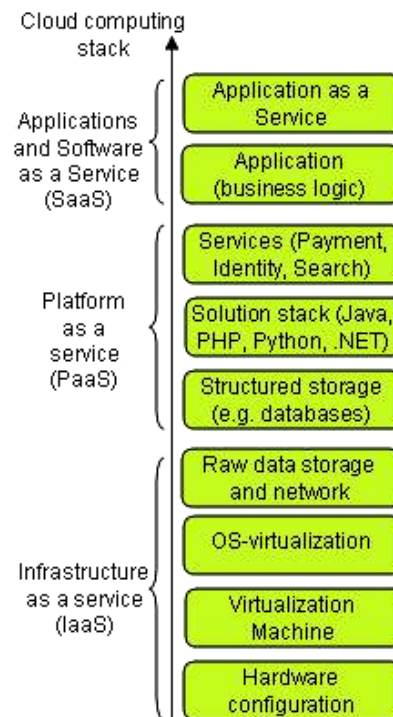 Cloud computing
stack
Applications
and Software
as a Service
(SaaS)
Application as a
Service
Application
(business logic)
Platform
as a
service
(PaaS)
Services (Payment,
Identity, Search)
Solution stack (Java,
PHP, Python, .NET)
Structured storage
(e.g. databases)
Infrastructure
as a service
(IaaS)
Raw data storage
and network
OS-virtualization
Virtualization
Machine
Hardware
configuration